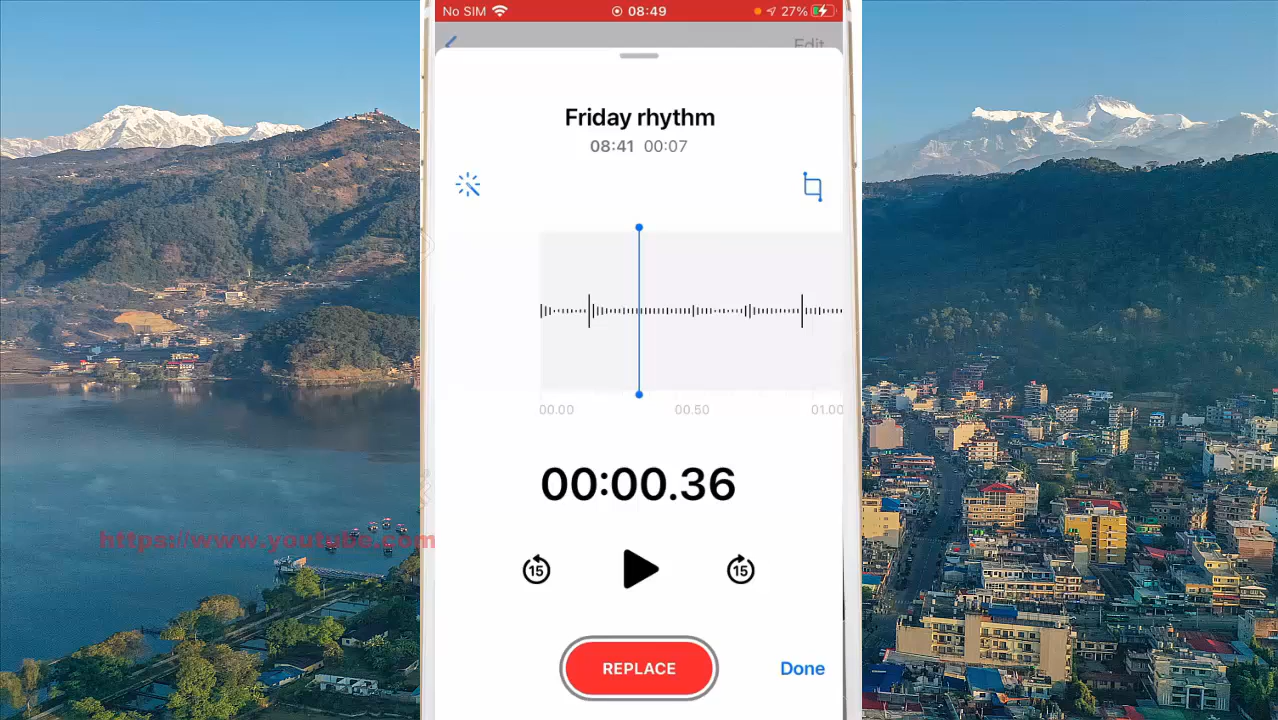 No SIM 08:49 27%
Edit
Friday rhythm
08:41 00:07
00.00 00.50 01.00
00:00.36
15 15
https://www.youtube.com
REPLACE Done